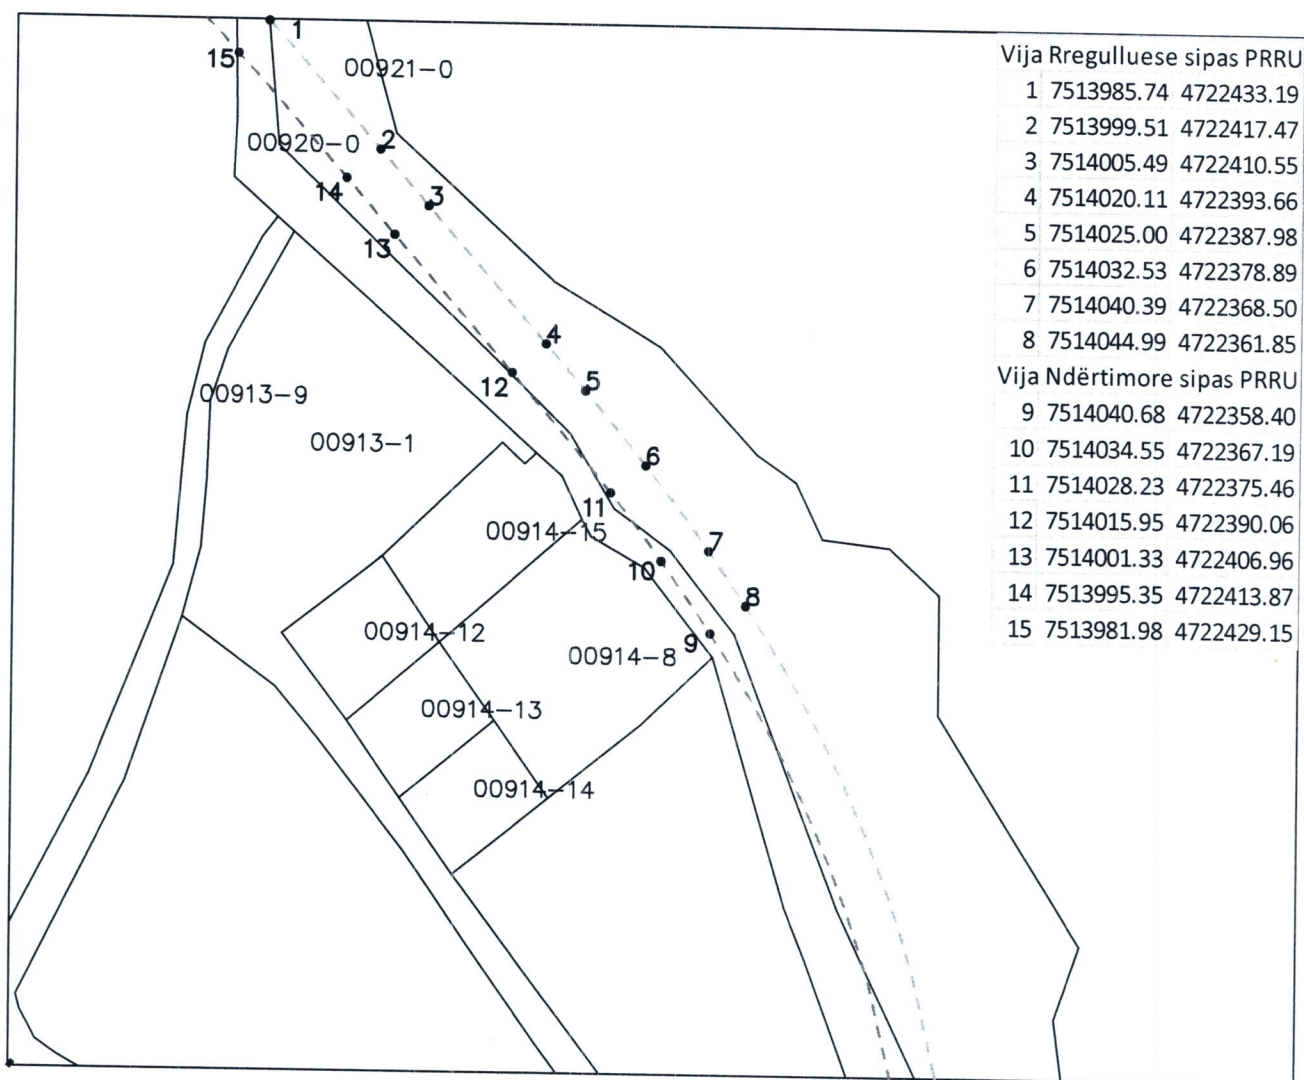 Vija Rregulluese sipas PRRU
1 7513985.74 4722433.19
2 7513999.51 4722417.47
3 7514005.49 4722410.55
4 7514020.11 4722393.66
5 7514025.00 4722387.98
6 7514032.53 4722378.89
7 7514040.39 4722368.50
8 7514044.99 4722361.85
Vija Ndërtimore sipas PRRU
9 7514040.68 4722358.40
10 7514034.55 4722367.19
11 7514028.23 4722375.46
12 7514015.95 4722390.06
13 7514001.33 4722406.96
14 7513995.35 4722413.87
15 7513981.98 4722429.15
1
15
00921-0
00920-0
2
14
3
13
4
12
5
00913-9
00913-1
6
11
00914-15
7
10
8
00914-12
9
00914-8
00914-13
00914-14